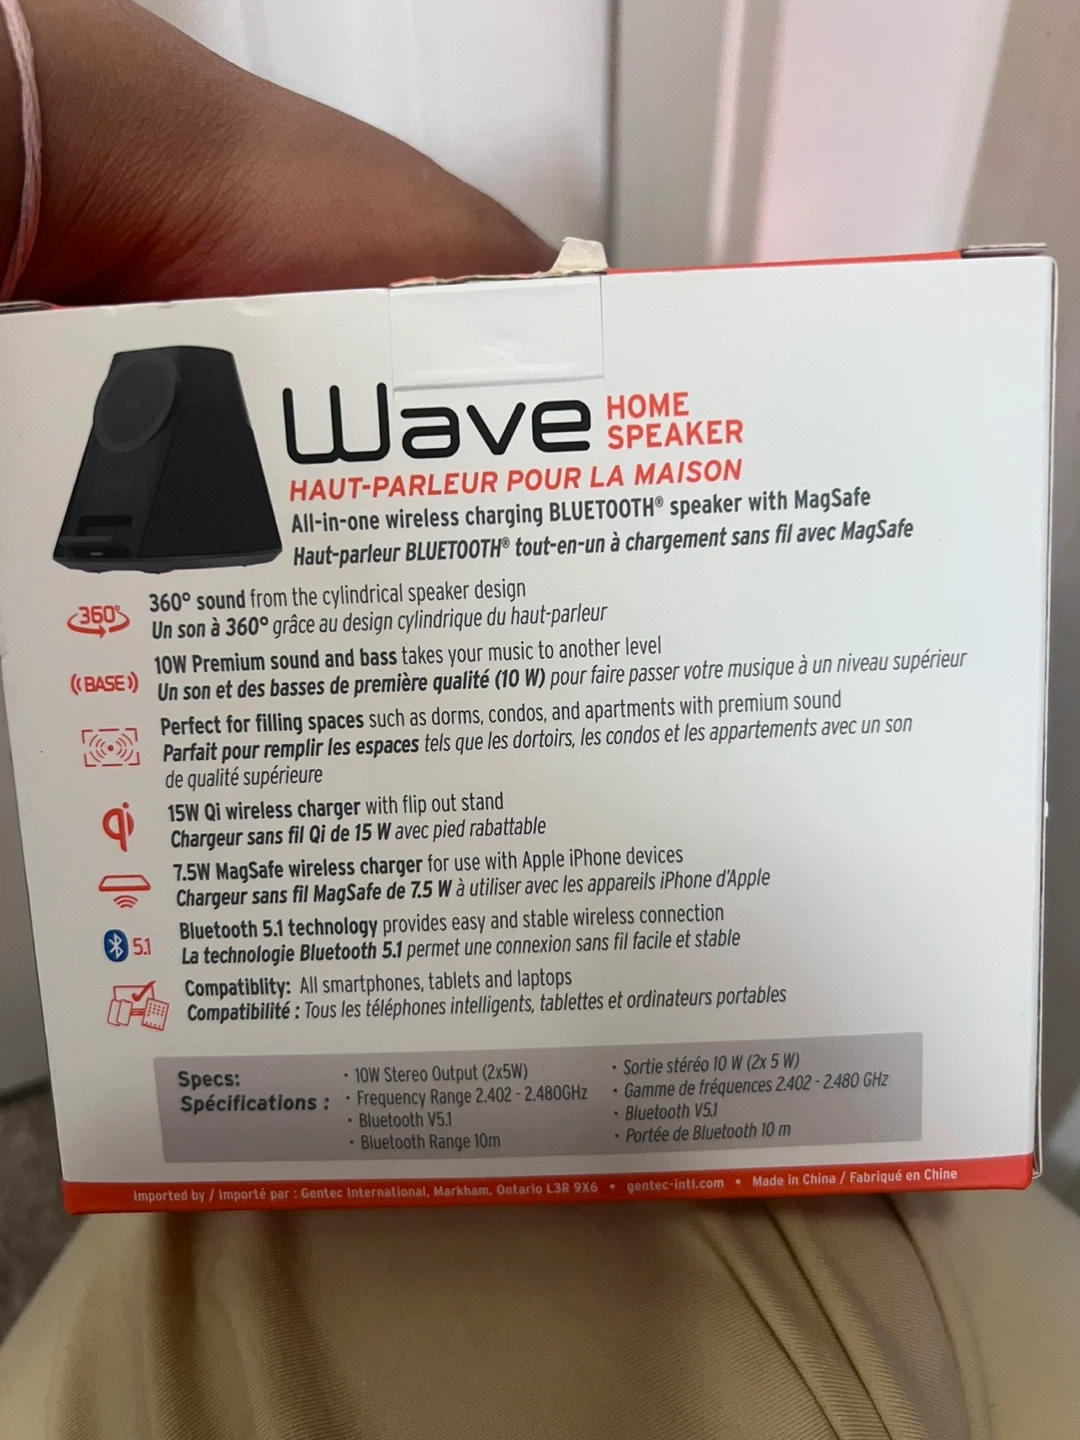 Wave HOME
SPEAKER
HAUT-PARLEUR POUR LA MAISON
All-in-one wireless charging BLUETOOTH® speaker with MagSafe
Haut-parleur BLUETOOTH® tout-en-un à chargement sans fil avec MagSafe
360°
360° sound from the cylindrical speaker design
Un son à 360° grâce au design cylindrique du haut-parleur
((BASE))
10W Premium sound and bass takes your music to another level
Un son et des basses de première qualité (10 W) pour faire passer votre musique à un niveau supérieur
Perfect for filling spaces such as dorms, condos, and apartments with premium sound
Parfait pour remplir les espaces tels que les dortoirs, les condos et les appartements avec un son
de qualité supérieure
qi
15W Qi wireless charger with flip out stand
Chargeur sans fil Qi de 15 W avec pied rabattable
7.5W MagSafe wireless charger for use with Apple iPhone devices
Chargeur sans fil MagSafe de 7.5 W à utiliser avec les appareils iPhone d'Apple
5.1
Bluetooth 5.1 technology provides easy and stable wireless connection
La technologie Bluetooth 5.1 permet une connexion sans fil facile et stable
Compatiblity: All smartphones, tablets and laptops
Compatibilité : Tous les téléphones intelligents, tablettes et ordinateurs portables
Specs:
Spécifications :
• 10W Stereo Output (2x5W)
• Frequency Range 2.402 - 2.480GHz
• Bluetooth V5.1
• Bluetooth Range 10m
• Sortie stéréo 10 W (2x 5 W)
• Gamme de fréquences 2.402 - 2.480 GHz
• Bluetooth V5.1
• Portée de Bluetooth 10 m
Imported by / Importé par : Gentec International, Markham, Ontario L3R 9X6 • gentec-intl.com • Made in China / Fabriqué en Chine